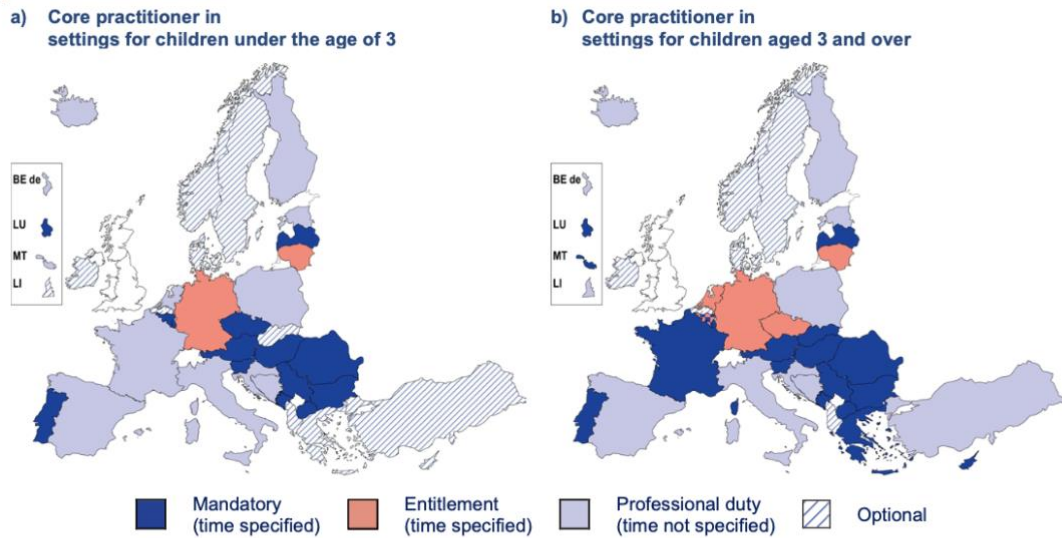 a) Core practitioner in
settings for children under the age of 3
b) Core practitioner in
settings for children aged 3 and over
BE de
LU
MT
LI
BE de
LU
MT
LI
Mandatory
(time specified)
Entitlement
(time specified)
Professional duty
(time not specified)
Optional